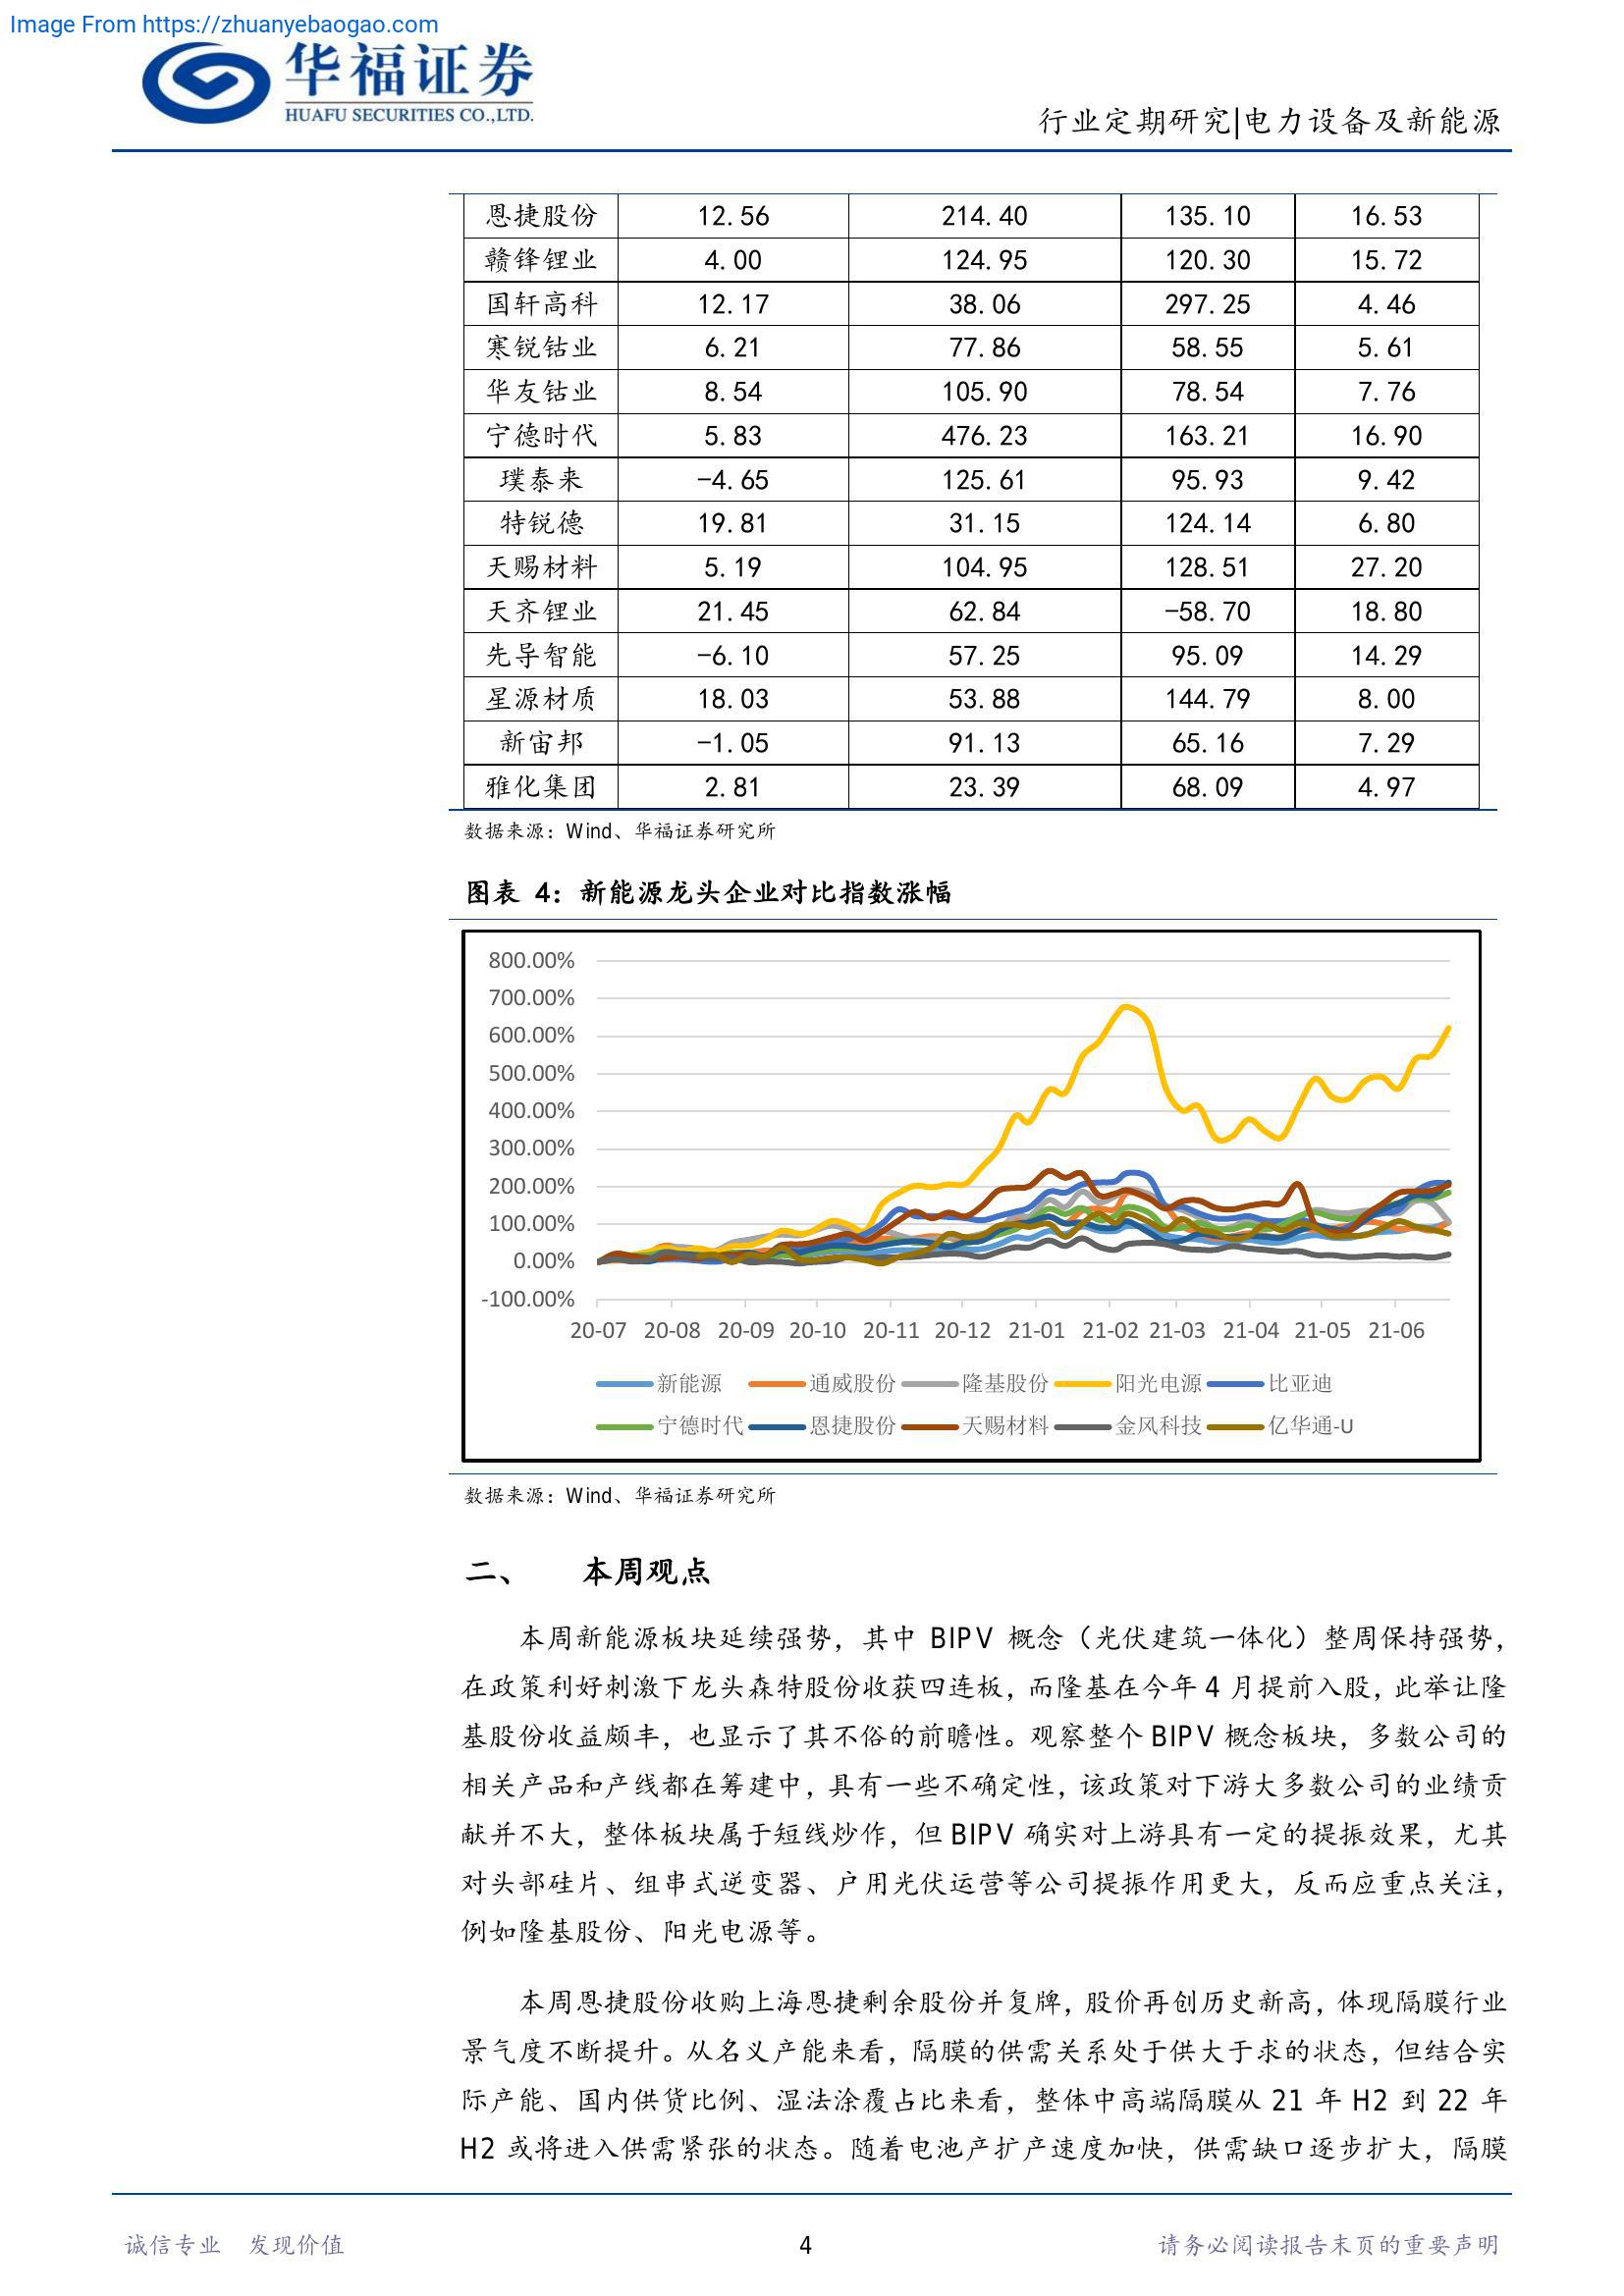 Image From https://zhuanyebaogao.com
华福证券
HUAFU SECURITIES CO.,LTD.
行业定期研究|电力设备及新能源
恩捷股份 12.56 214.40 135.10 16.53
赣锋锂业 4.00 124.95 120.30 15.72
国轩高科 12.17 38.06 297.25 4.46
寒锐钴业 6.21 77.86 58.55 5.61
华友钴业 8.54 105.90 78.54 7.76
宁德时代 5.83 476.23 163.21 16.90
璞泰来 -4.65 125.61 95.93 9.42
特锐德 19.81 31.15 124.14 6.80
天赐材料 5.19 104.95 128.51 27.20
天齐锂业 21.45 62.84 -58.70 18.80
先导智能 -6.10 57.25 95.09 14.29
星源材质 18.03 53.88 144.79 8.00
新宙邦 -1.05 91.13 65.16 7.29
雅化集团 2.81 23.39 68.09 4.97
数据来源：Wind、华福证券研究所
图表 4：新能源龙头企业对比指数涨幅
800.00%
700.00%
600.00%
500.00%
400.00%
300.00%
200.00%
100.00%
0.00%
-100.00%
20-07 20-08 20-09 20-10 20-11 20-12 21-01 21-02 21-03 21-04 21-05 21-06
新能源 通威股份 隆基股份 阳光电源 比亚迪
宁德时代 恩捷股份 天赐材料 金风科技 亿华通-U
数据来源：Wind、华福证券研究所
二、 本周观点
本周新能源板块延续强势，其中 BIPV 概念（光伏建筑一体化）整周保持强势，
在政策利好刺激下龙头森特股份收获四连板，而隆基在今年 4 月提前入股，此举让隆
基股份收益颇丰，也显示了其不俗的前瞻性。观察整个 BIPV 概念板块，多数公司的
相关产品和产线都在筹建中，具有一些不确定性，该政策对下游大多数公司的业绩贡
献并不大，整体板块属于短线炒作，但 BIPV 确实对上游具有一定的提振效果，尤其
对头部硅片、组串式逆变器、户用光伏运营等公司提振作用更大，反而应重点关注，
例如隆基股份、阳光电源等。
本周恩捷股份收购上海恩捷剩余股份并复牌，股价再创历史新高，体现隔膜行业
景气度不断提升。从名义产能来看，隔膜的供需关系处于供大于求的状态，但结合实
际产能、国内供货比例、湿法涂覆占比来看，整体中高端隔膜从 21 年 H2 到 22 年
H2 或将进入供需紧张的状态。随着电池产扩产速度加快，供需缺口逐步扩大，隔膜
诚信专业 发现价值 4 请务必阅读报告末页的重要声明